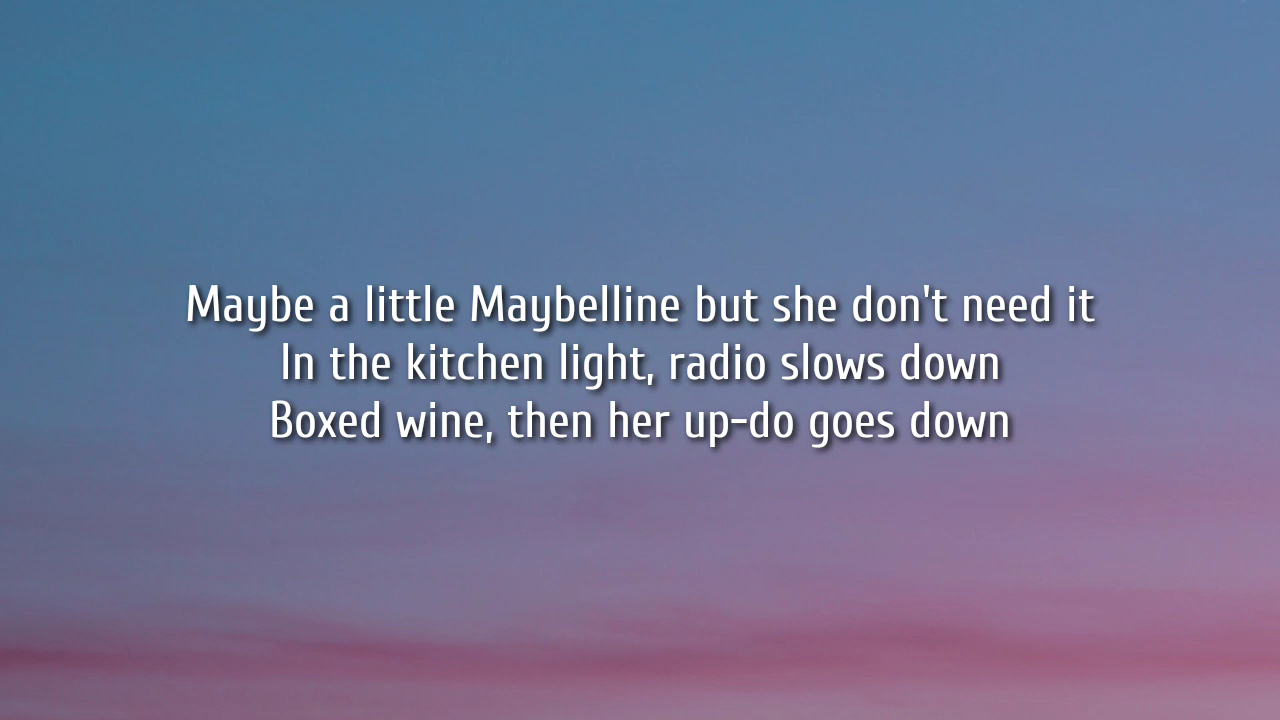 Maybe a little Maybelline but she don't need it
In the kitchen light, radio slows down
Boxed wine, then her up-do goes down